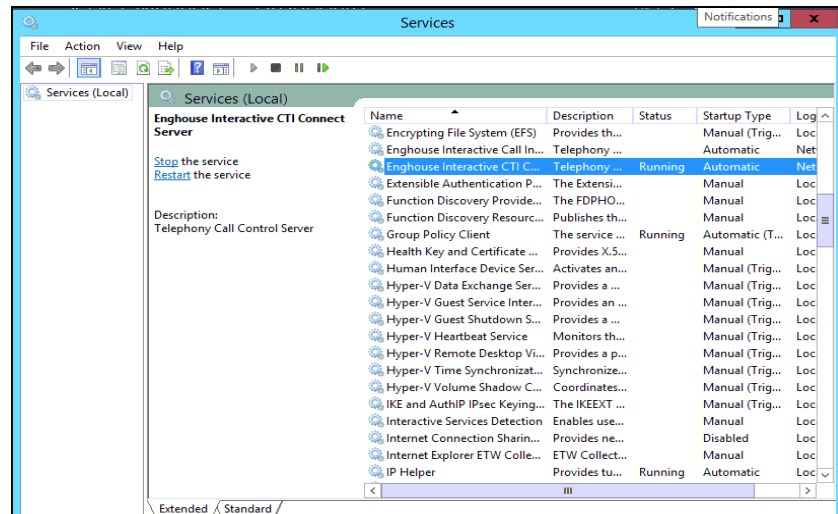 Services
Notifications
File Action View Help
Services (Local)
Services (Local)
Enghouse Interactive CTI Connect
Server
Stop the service
Restart the service
Description:
Telephony Call Control Server
Name Description Status Startup Type Log
Encrypting File System (EFS) Provides th... Manual (Trig... Loc
Enghouse Interactive Call In... Telephony ... Automatic Net
Enghouse Interactive CTI C... Telephony ... Running Automatic Net
Extensible Authentication P... The Extensi... Manual Loc
Function Discovery Provide... The FDPHO... Manual Loc
Function Discovery Resourc... Publishes th... Manual Loc
Group Policy Client The service ... Running Automatic (T... Loc
Health Key and Certificate ... Provides X.5... Manual Loc
Human Interface Device Ser... Activates an... Manual (Trig... Loc
Hyper-V Data Exchange Ser... Provides a ... Manual (Trig... Loc
Hyper-V Guest Service Inter... Provides an ... Manual (Trig... Loc
Hyper-V Guest Shutdown S... Provides a ... Manual (Trig... Loc
Hyper-V Heartbeat Service Monitors th... Manual (Trig... Loc
Hyper-V Remote Desktop Vi... Provides a p... Manual (Trig... Loc
Hyper-V Time Synchronizat... Synchronize... Manual (Trig... Loc
Hyper-V Volume Shadow C... Coordinates... Manual (Trig... Loc
IKE and AuthIP IPsec Keying... The IKEEXT ... Manual (Trig... Loc
Interactive Services Detection Enables use... Manual Loc
Internet Connection Sharin... Provides ne... Disabled Loc
Internet Explorer ETW Colle... ETW Collect... Manual Loc
IP Helper Provides tu... Running Automatic Loc
Extended Standard